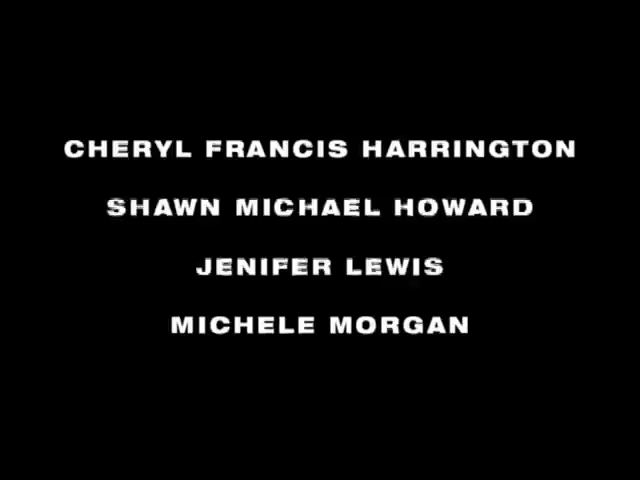 CHERYL FRANCIS HARRINGTON
SHAWN MICHAEL HOWARD
JENIFER LEWIS
MICHELE MORGAN